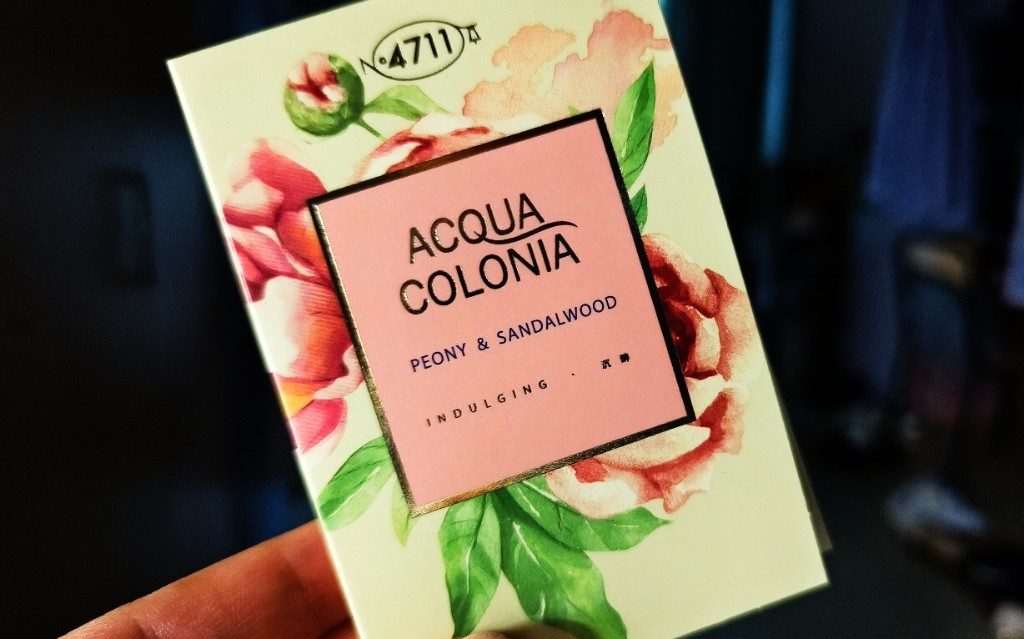 Nº4711
ACQUA
COLONIA
PEONY & SANDALWOOD
INDULGING ·